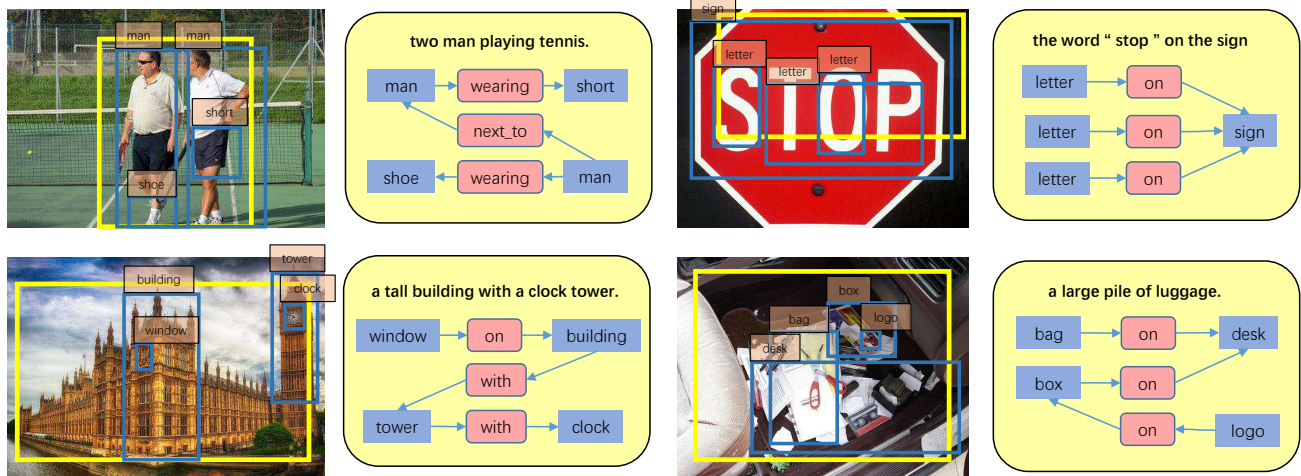 man man
short
shoe
two man playing tennis.
man wearing short
next_to
shoe wearing man
sign
letter letter letter
STOP
the word “ stop ” on the sign
letter on
letter on sign
letter on
tower
building clock
window
a tall building with a clock tower.
window on building
with
tower with clock
box
bag logo
desk
a large pile of luggage.
bag on desk
box on
on logo